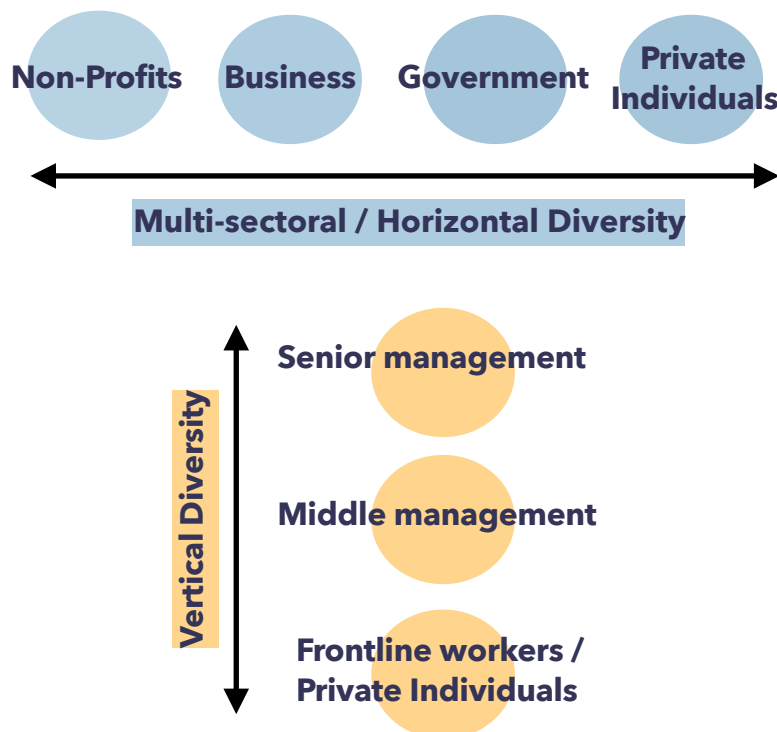 Non-Profits
Business
Government
Private
Individuals
Multi-sectoral / Horizontal Diversity
Vertical Diversity
Senior management
Middle management
Frontline workers /
Private Individuals